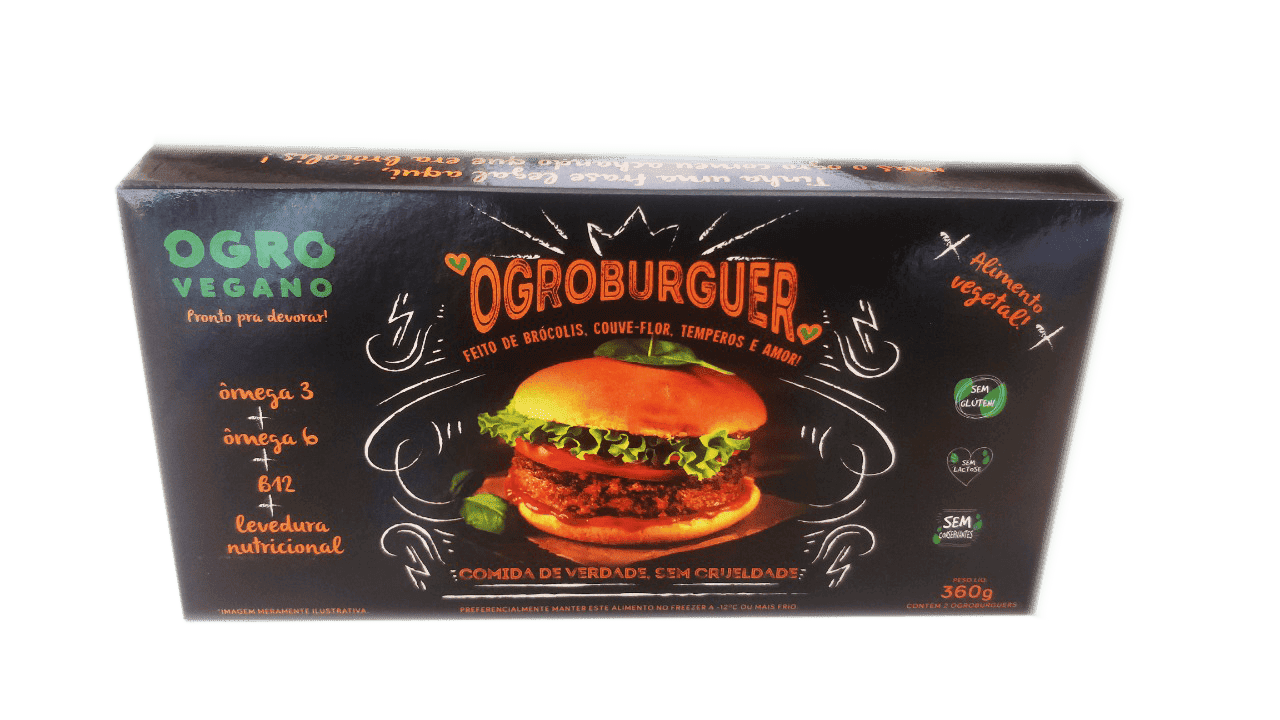 Tinha uma frase legal aqui,
mas o ogro comeu achando que era brócolis!
OGRO
VEGANO
Pronto pra devorar!
OGROBURGUER
FEITO DE BRÓCOLIS, COUVE-FLOR, TEMPEROS E AMOR!
Alimento
vegetal!
ômega 3
+
ômega 6
+
B12
+
levedura
nutricional
SEM
GLÚTEN!
SEM
LACTOSE
SEM
CONSERVANTES
COMIDA DE VERDADE, SEM CRUELDADE
PESO LÍQ.
360g
CONTÉM 2 OGROBURGUERS
*IMAGEM MERAMENTE ILUSTRATIVA.
PREFERENCIALMENTE MANTER ESTE ALIMENTO NO FREEZER A -12°C OU MAIS FRIO